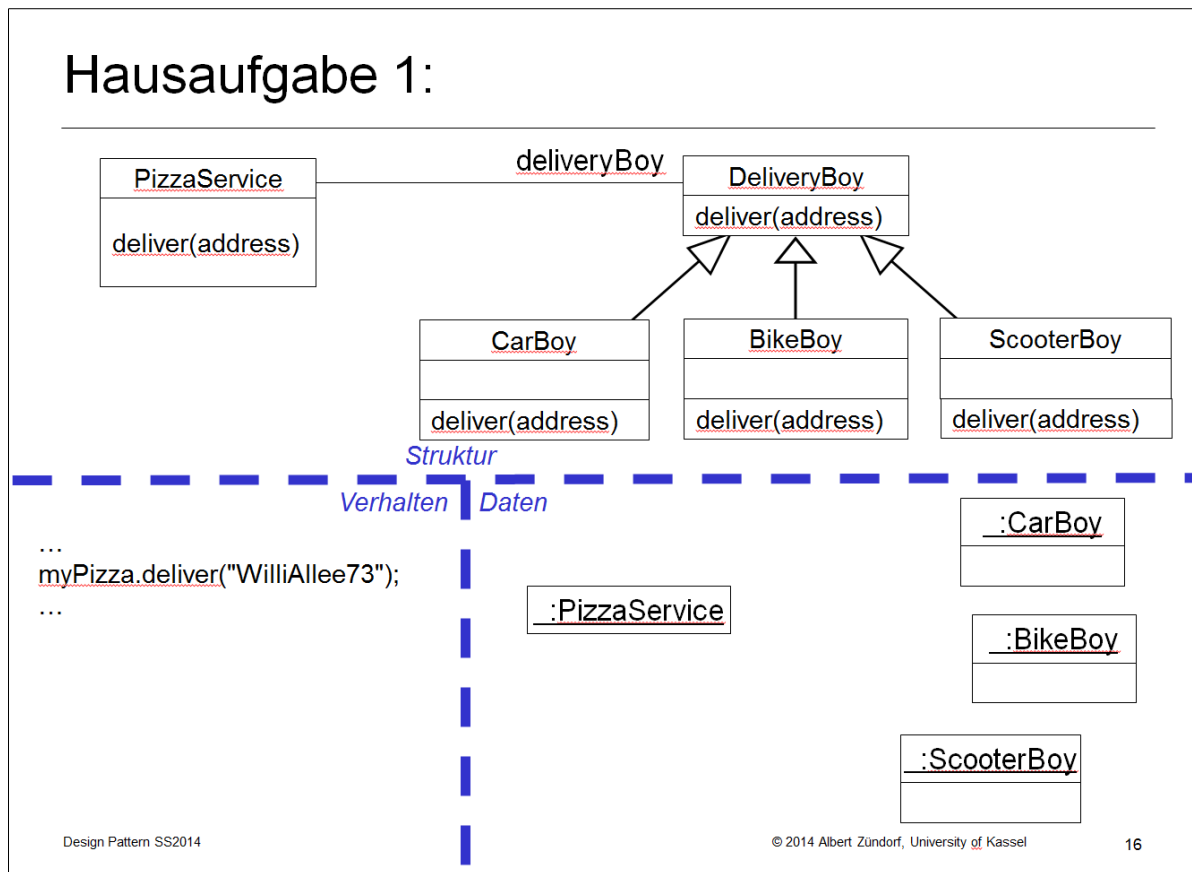 Hausaufgabe 1:
PizzaService
deliver(address)
deliveryBoy
DeliveryBoy
deliver(address)
CarBoy
deliver(address)
BikeBoy
deliver(address)
ScooterBoy
deliver(address)
Struktur
Verhalten
Daten
…
myPizza.deliver("WilliAllee73");
…
:PizzaService
:CarBoy
:BikeBoy
:ScooterBoy
Design Pattern SS2014
© 2014 Albert Zündorf, University of Kassel
16